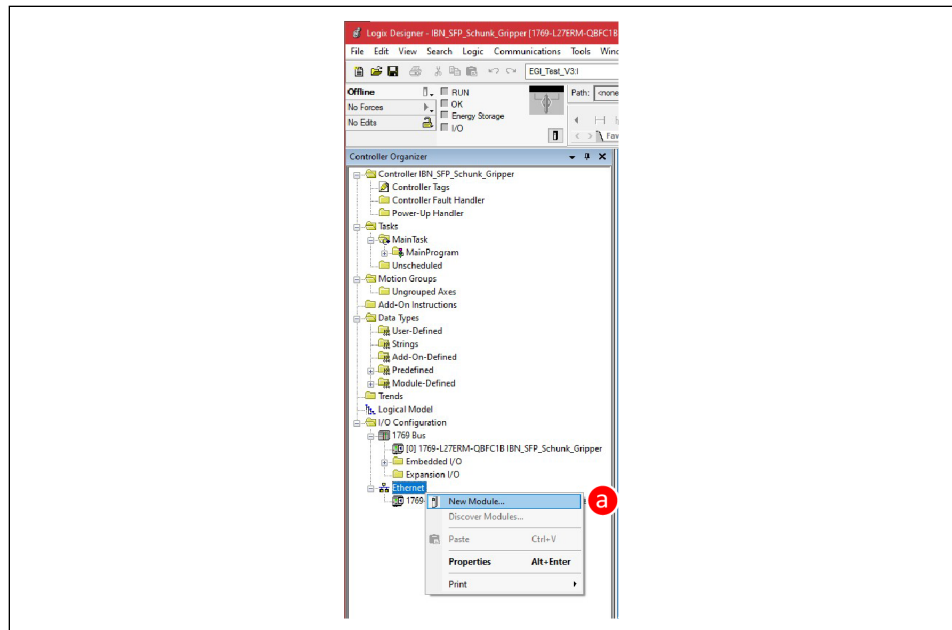 Logix Designer - IBN_SFP_Schunk_Gripper [1769-L27ERM-QBFC1B
File Edit View Search Logic Communications Tools Wind
EGI_Test_V3:I
Offline RUN Path: <none
No Forces OK
No Edits Energy Storage
I/O Fav
Controller Organizer
Controller IBN_SFP_Schunk_Gripper
Controller Tags
Controller Fault Handler
Power-Up Handler
Tasks
MainTask
MainProgram
Unscheduled
Motion Groups
Ungrouped Axes
Add-On Instructions
Data Types
User-Defined
Strings
Add-On-Defined
Predefined
Module-Defined
Trends
Logical Model
I/O Configuration
1769 Bus
[0] 1769-L27ERM-QBFC1B IBN_SFP_Schunk_Gripper
Embedded I/O
Expansion I/O
Ethernet
1769- New Module... a
Discover Modules...
Paste Ctrl+V
Properties Alt+Enter
Print